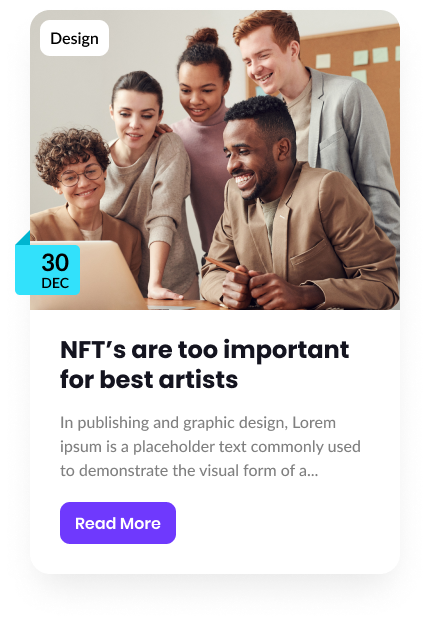 Design
30
DEC
NFT’s are too important
for best artists
In publishing and graphic design, Lorem
ipsum is a placeholder text commonly used
to demonstrate the visual form of a...
Read More